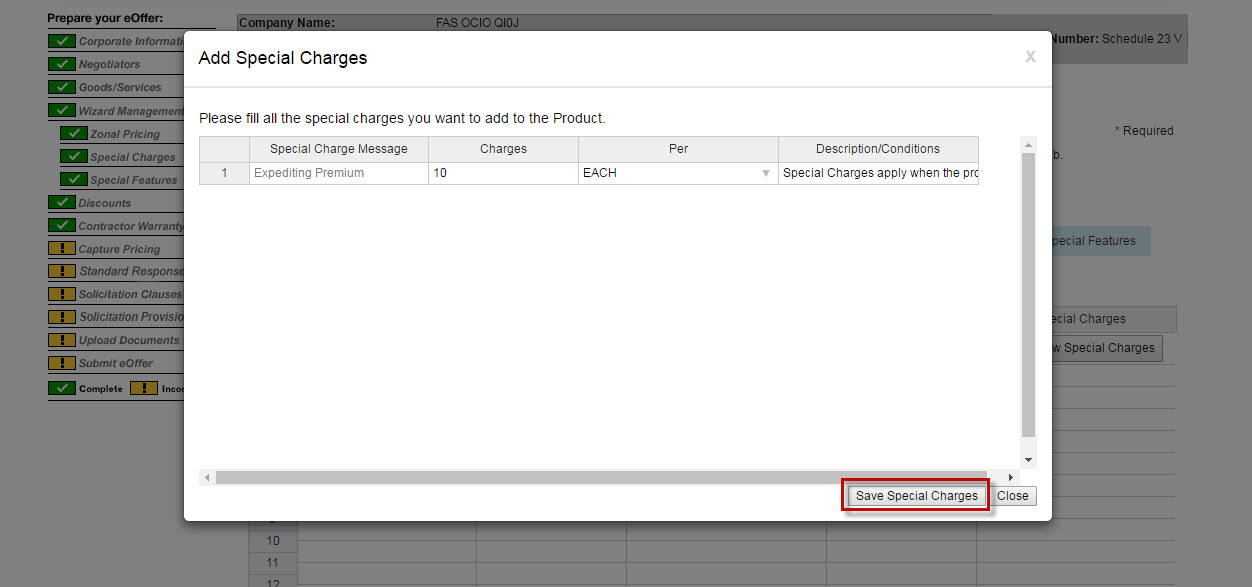 Prepare your eOffer:
Company Name: FAS OCIO QI0J
Corporate Informati
Number: Schedule 23 V
Negotiators
Goods/Services
Wizard Management
Zonal Pricing
Special Charges
Special Features
Discounts
Contractor Warranty
Capture Pricing
Standard Response
Solicitation Clauses
Solicitation Provisio
Upload Documents
Submit eOffer
Complete Incor
Add Special Charges
X
Please fill all the special charges you want to add to the Product.
Special Charge Message Charges Per Description/Conditions
1 Expediting Premium 10 EACH Special Charges apply when the pro
Save Special Charges Close
* Required
b.
pecial Features
ecial Charges
w Special Charges
10
11
12